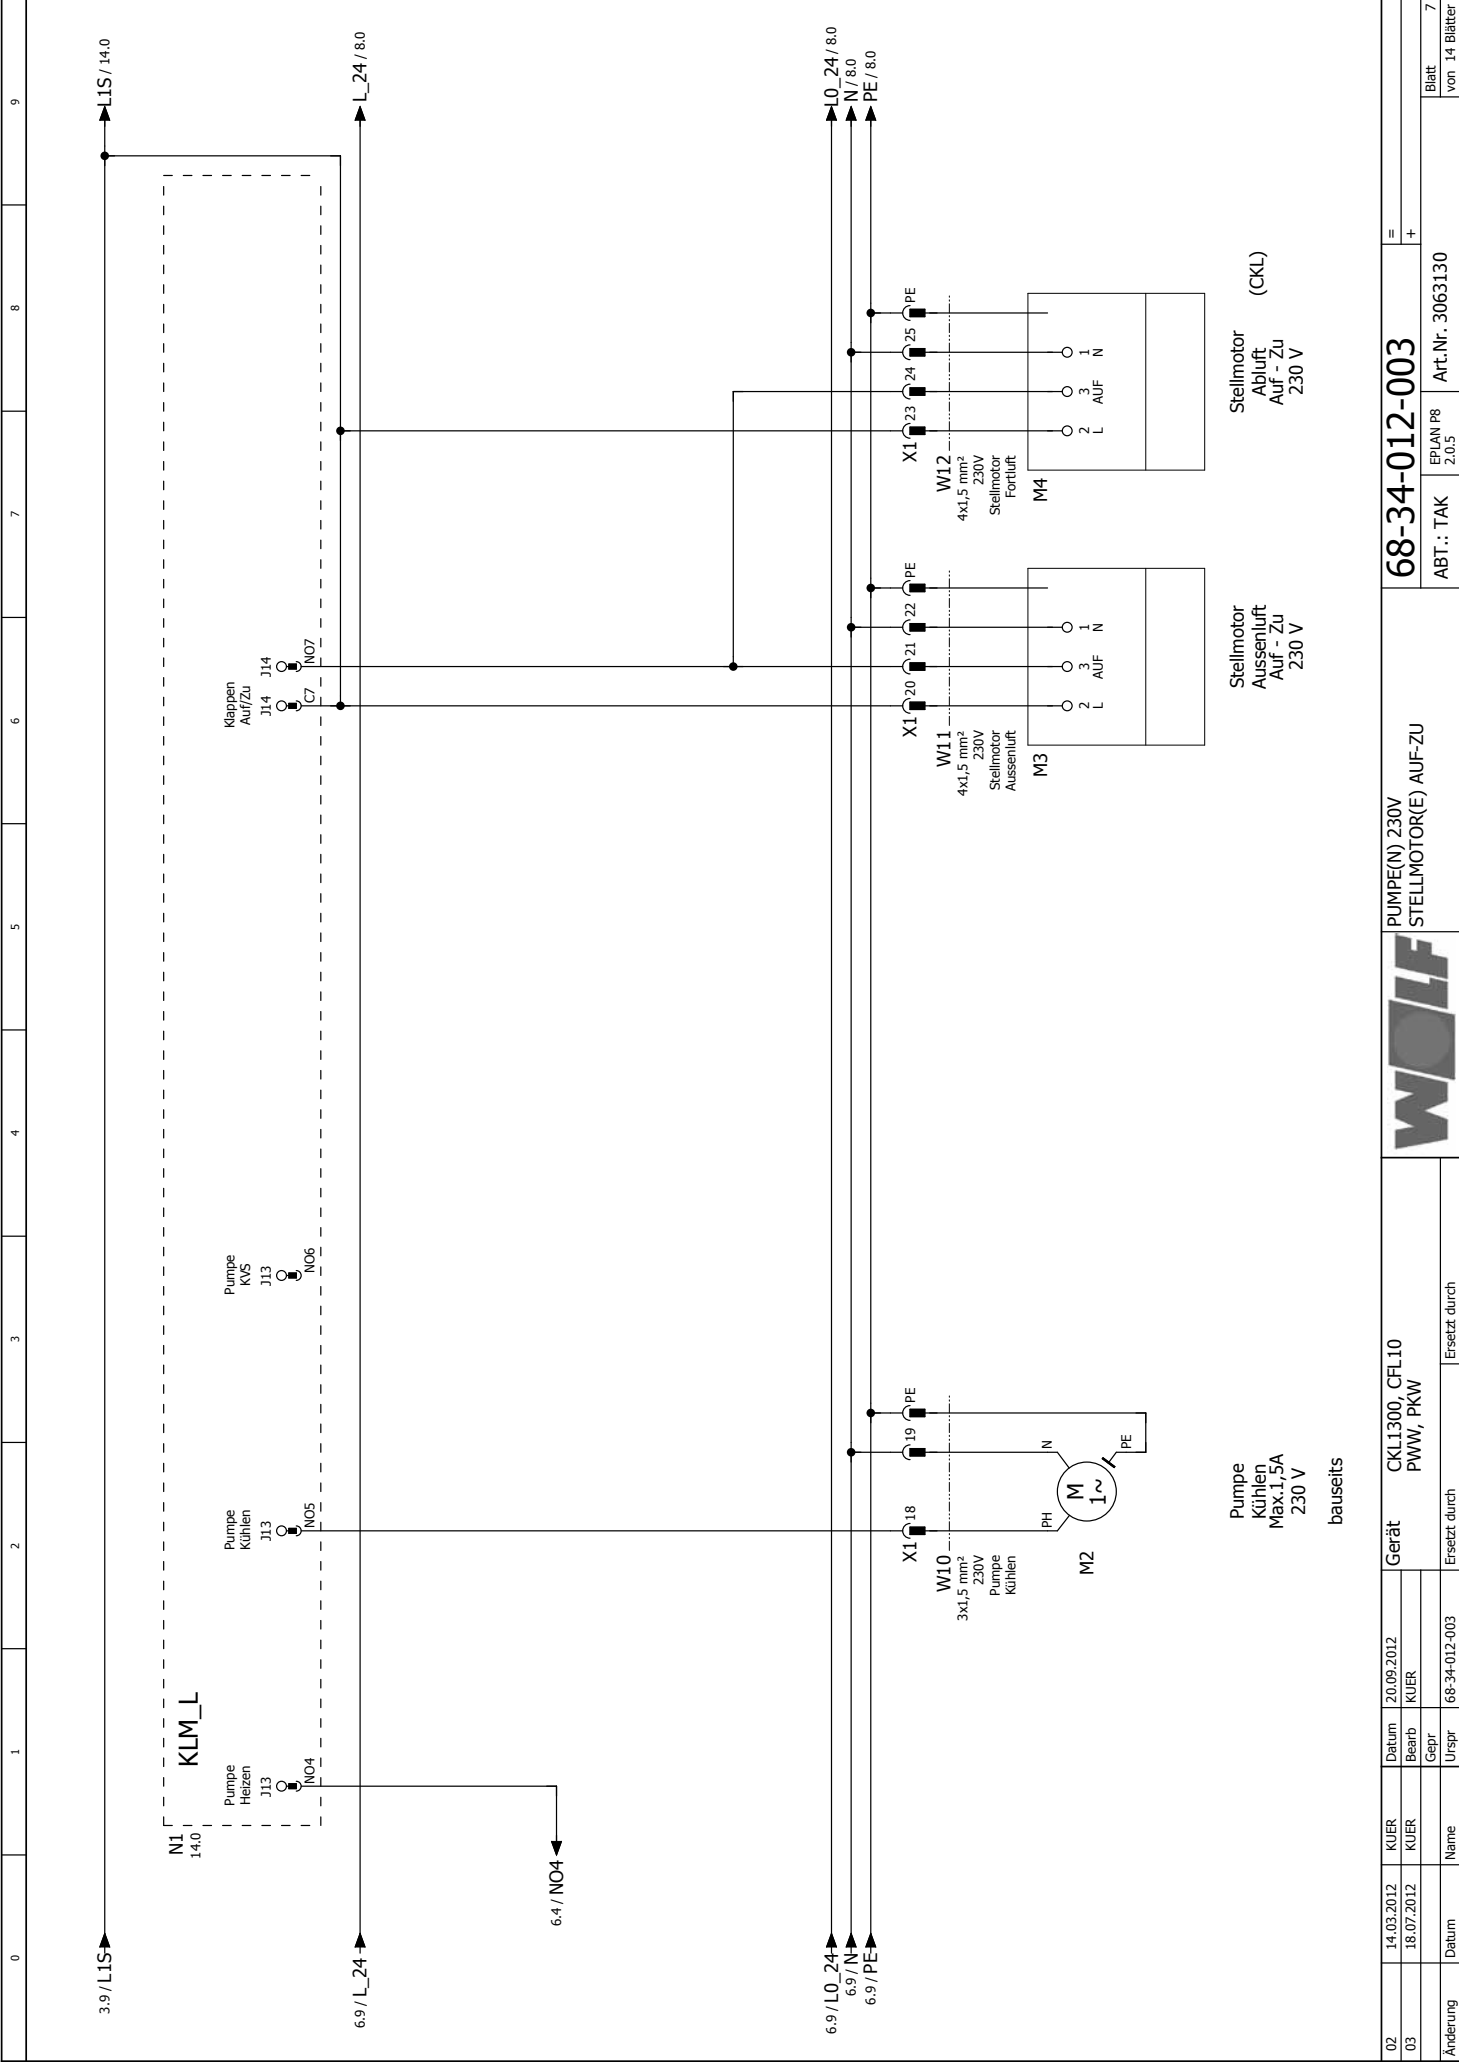 0 1 2 3 4 5 6 7 8 9
3.9 / L1S
L1S / 14.0
N1
14.0
KLM_L
Pumpe
Heizen
J13
NO4
Pumpe
Kühlen
J13
NO5
Pumpe
KVS
J13
NO6
Klappen
Auf/Zu
J14 J14
C7 NO7
6.9 / L_24
L_24 / 8.0
6.4 / NO4
6.9 / L0_24
L0_24 / 8.0
6.9 / N
N / 8.0
6.9 / PE
PE / 8.0
X1 18 19 PE
W10
3x1,5 mm²
230V
Pumpe
Kühlen
PH N
M2
M
1~
PE
Pumpe
Kühlen
Max.1,5A
230 V
bauseits
X1 20 21 22 PE
W11
4x1,5 mm²
230V
Stellmotor
Aussenluft
M3
2 3 1
L AUF N
Stellmotor
Aussenluft
Auf - Zu
230 V
X1 23 24 25 PE
W12
4x1,5 mm²
230V
Stellmotor
Fortluft
M4
2 3 1
L AUF N
Stellmotor
Abluft
Auf - Zu
230 V
(CKL)
02 14.03.2012 KUER
03 18.07.2012 KUER
Änderung Datum Name
Datum 20.09.2012
Bearb KUER
Gepr
Urspr 68-34-012-003
Gerät CKL1300, CFL10
PWW, PKW
Ersetzt durch Ersetzt durch
WOLF
PUMPE(N) 230V
STELLMOTOR(E) AUF-ZU
68-34-012-003
ABT.: TAK
EPLAN P8
2.0.5
Art.Nr. 3063130
=
+
Blatt 7
von 14 Blätter